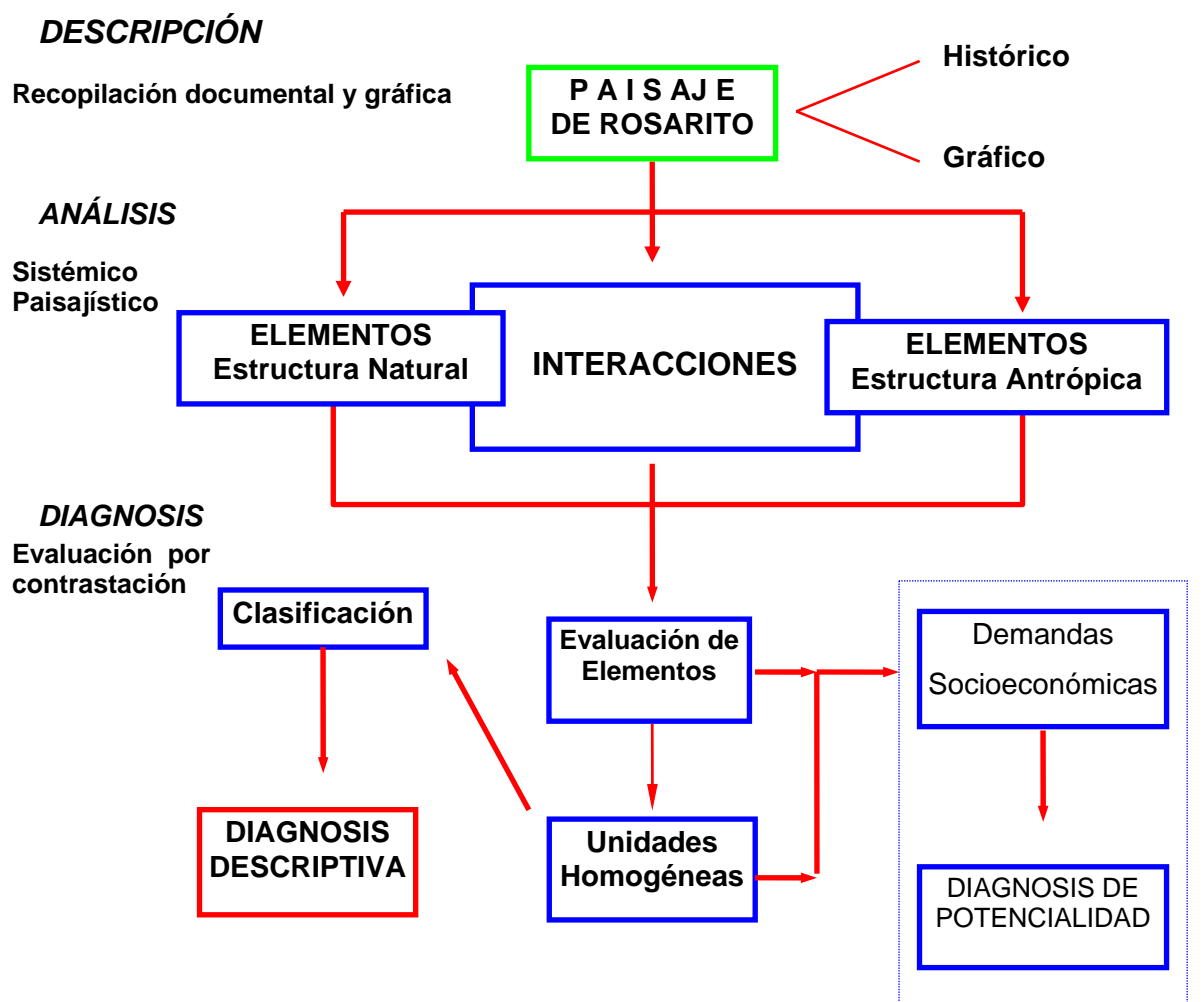 DESCRIPCIÓN
Recopilación documental y gráfica
P A I S AJ E
DE ROSARITO
Histórico
Gráfico
ANÁLISIS
Sistémico
Paisajístico
ELEMENTOS
Estructura Natural
INTERACCIONES
ELEMENTOS
Estructura Antrópica
DIAGNOSIS
Evaluación por
contrastación
Clasificación
Evaluación de
Elementos
Demandas
Socioeconómicas
DIAGNOSIS
DESCRIPTIVA
Unidades
Homogéneas
DIAGNOSIS DE
POTENCIALIDAD